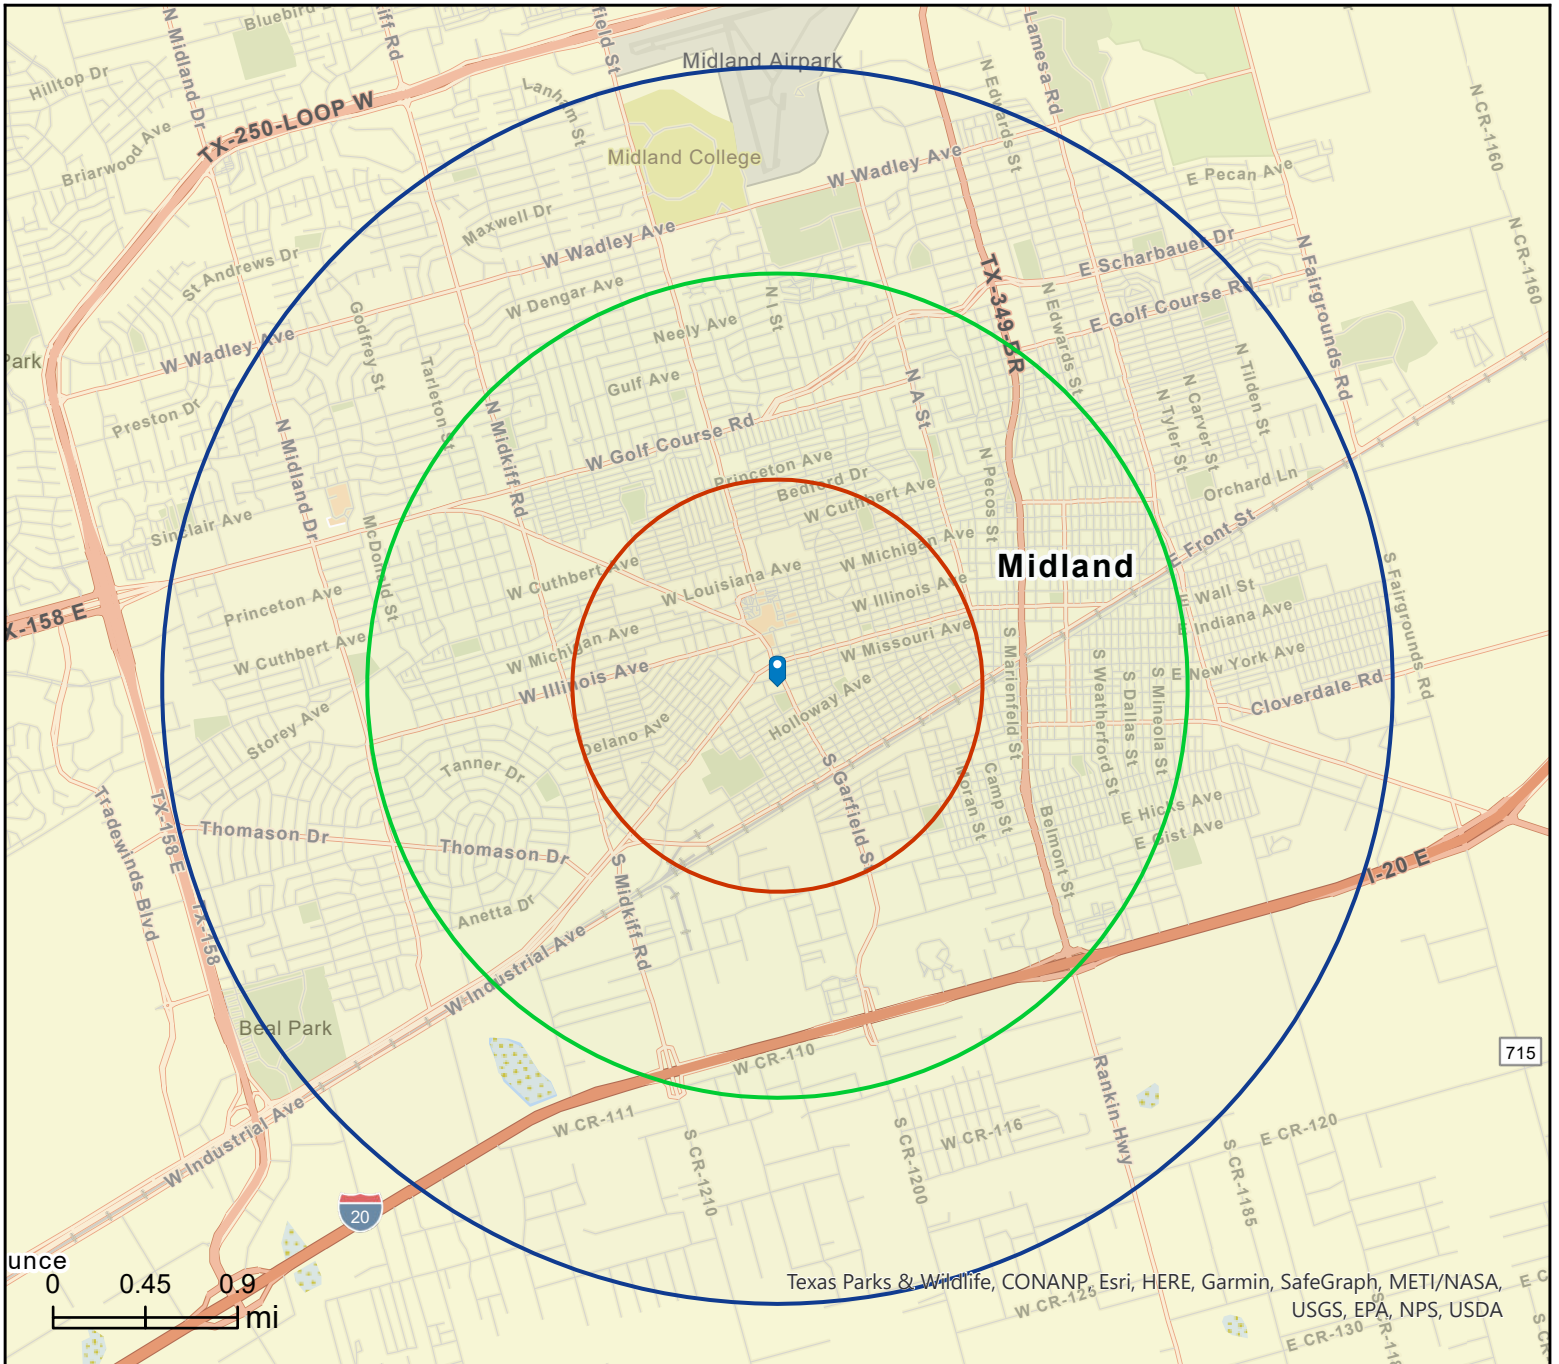 Bluebird
N Midland Dr
kiff Rd
field St
Midland Airpark
Lamesa Rd
N Edwards St
Hilltop Dr
Lanham St
TX-250-LOOP W
N CR-1160
Briarwood Ave
Midland College
W Wadley Ave
E Pecan Ave
Maxwell Dr
W Wadley Ave
E Scharbauer Dr
N CR-1160
St Andrews Dr
W Dengar Ave
N I St
TX-349-BR
N Edwards St
E Golf Course Rd
N Fairgrounds Rd
Godfrey St
Neely Ave
Park
W Wadley Ave
Tarleton St
Gulf Ave
N A St
N Tilden St
N Carver St
N Tyler St
Preston Dr
N Midkiff Rd
W Golf Course Rd
N Midland Dr
Princeton Ave
Bedford Dr
W Cuthbert Ave
N Pecos St
Orchard Ln
Sinclair Ave
McDonald St
E Front St
W Michigan Ave
Midland
W Cuthbert Ave
W Louisiana Ave
W Illinois Ave
Wall St
E Indiana Ave
S Fairgrounds Rd
Princeton Ave
X-158 E
W Cuthbert Ave
W Michigan Ave
W Missouri Ave
S Marienfeld St
E New York Ave
W Illinois Ave
Holloway Ave
S Weatherford St
S Dallas St
S Mineola St
Cloverdale Rd
Storey Ave
Delano Ave
Tanner Dr
S Garfield St
Moran St
Camp St
Tradewinds Blvd
TX-158 E
Thomason Dr
Thomason Dr
Belmont St
E Hicks Ave
E Gist Ave
S Midkiff Rd
I-20 E
TX-158
Anetta Dr
W Industrial Ave
Beal Park
W CR-110
715
Rankin Hwy
W CR-111
S CR-1210
S CR-1200
W CR-116
E CR-120
S CR-1185
W Industrial Ave
20
unce
0 0.45 0.9
mi
Texas Parks & Wildlife, CONANP, Esri, HERE, Garmin, SafeGraph, METI/NASA,
USGS, EPA, NPS, USDA
W CR-125
E CR-130